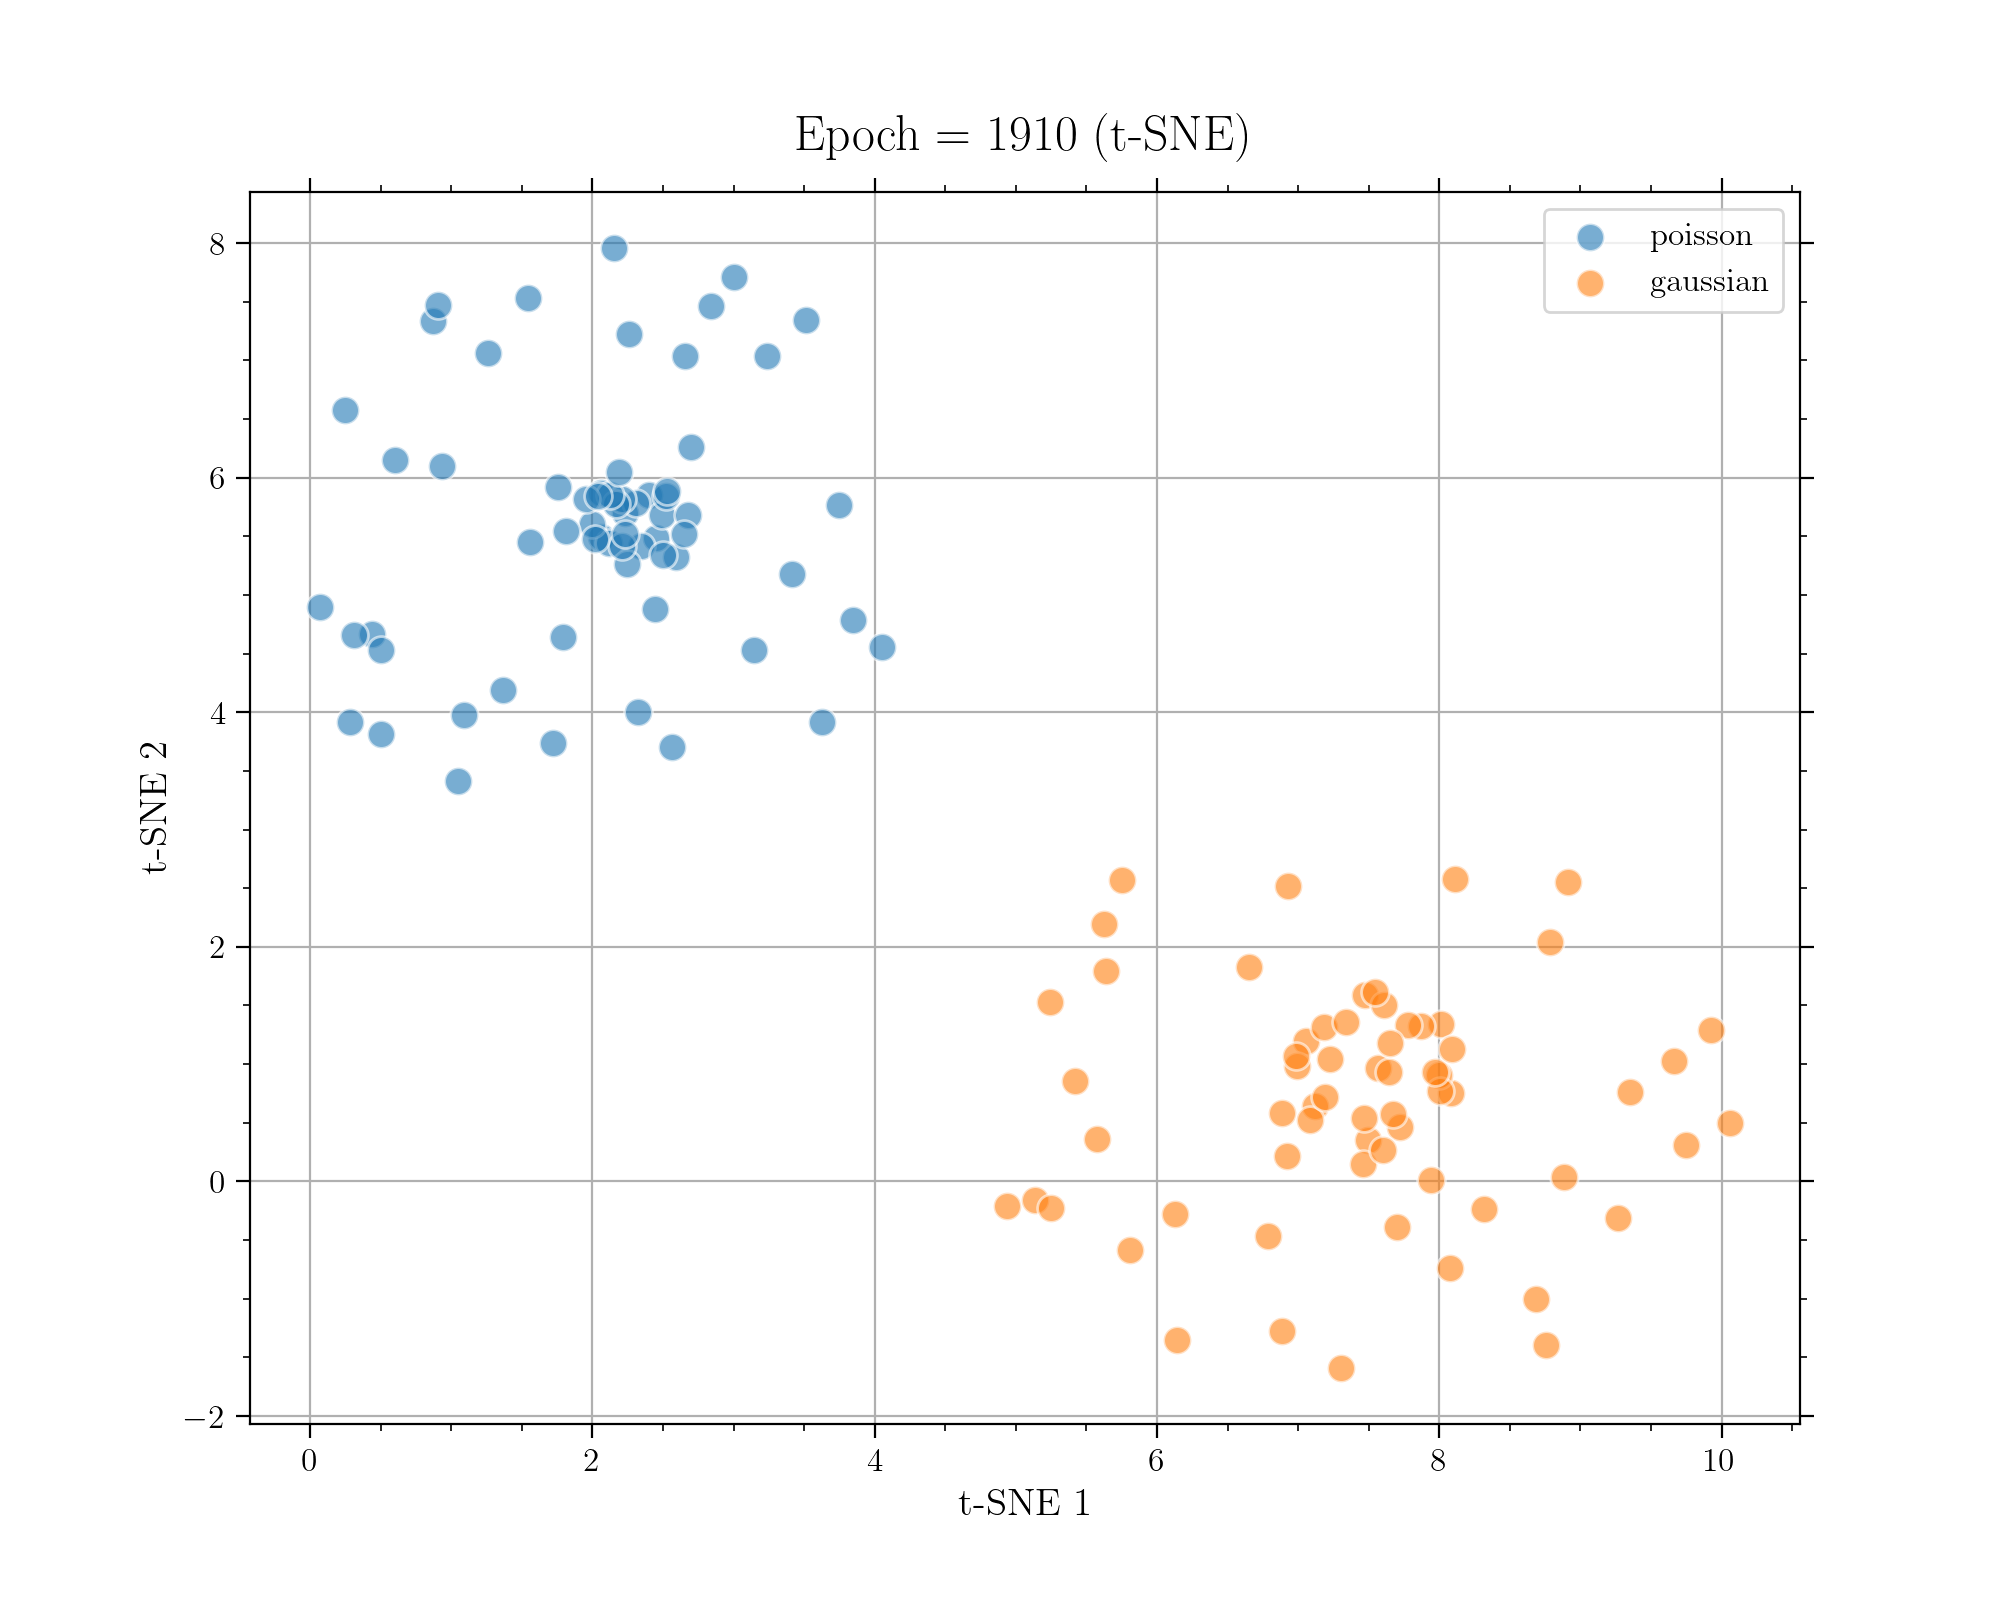 Epoch = 1910 (t-SNE)
poisson
gaussian
8
6
4
2
0
−2
t-SNE 2
0 2 4 6 8 10
t-SNE 1